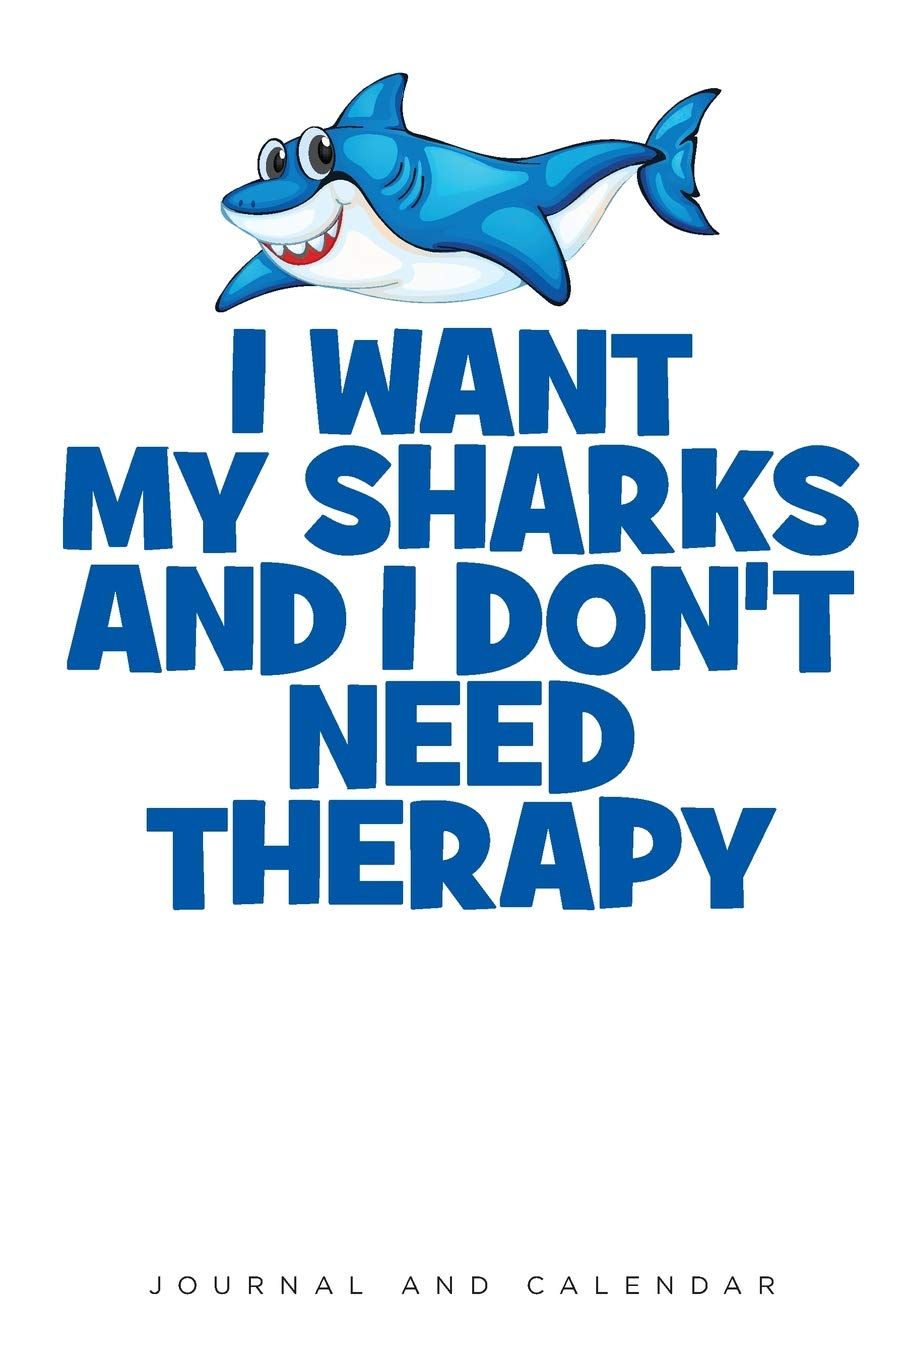 I WANT
MY SHARKS
AND I DON'T
NEED
THERAPY
JOURNAL AND CALENDAR